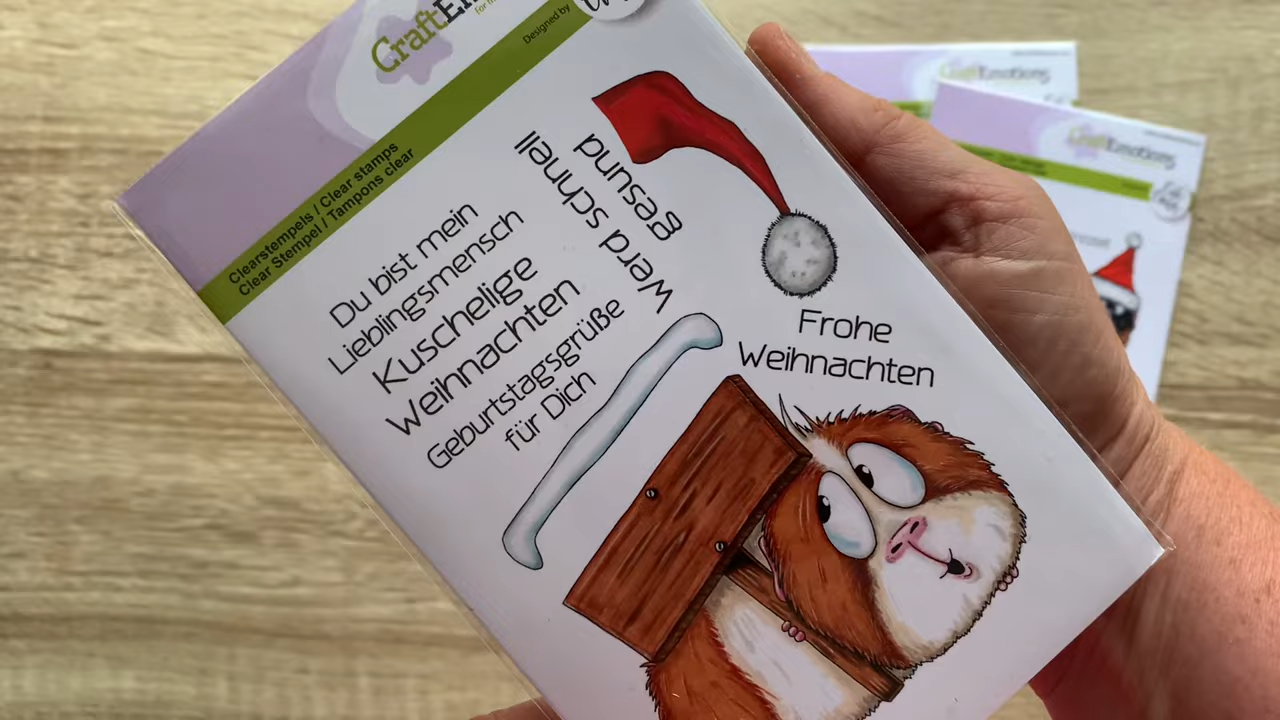 Designed by
Clearstempels / Clear stamps
Clear Stempel / Tampons clear
Werd schnell
gesund
Du bist mein
Lieblingsmensch
Kuschelige
Weihnachten
Geburtstagsgrüße
für Dich
Frohe
Weihnachten
CraftEmotions
CraftEmotions